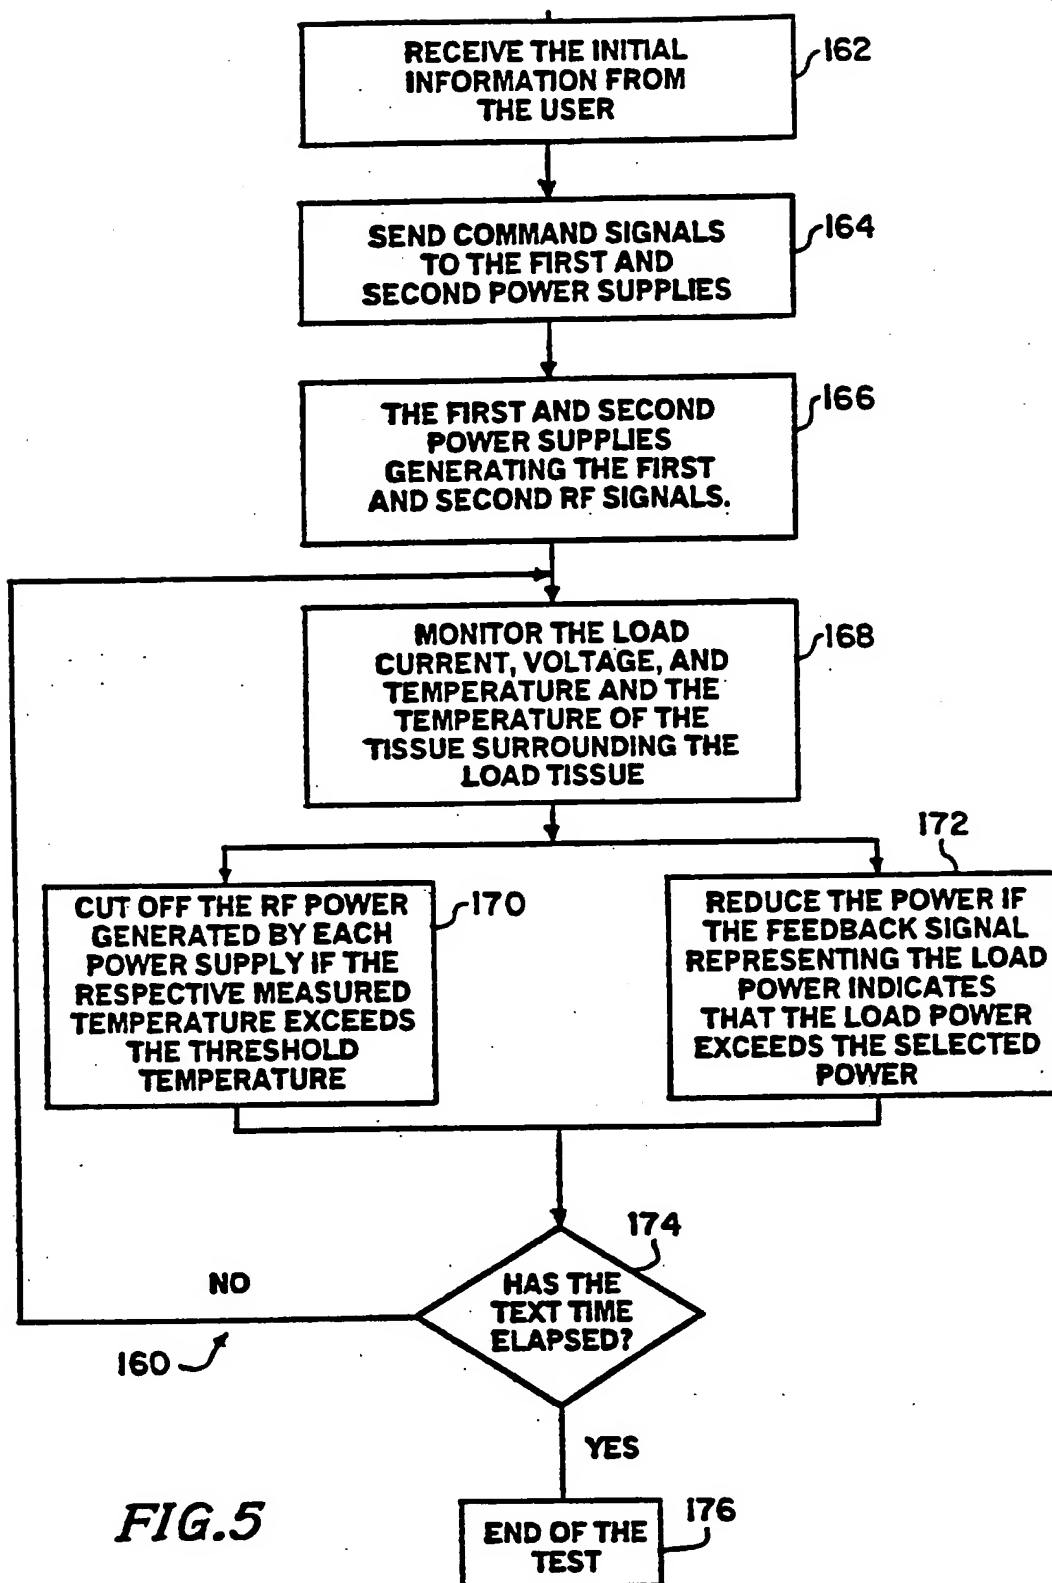 RECEIVE THE INITIAL
INFORMATION FROM
THE USER
162
SEND COMMAND SIGNALS
TO THE FIRST AND
SECOND POWER SUPPLIES
164
THE FIRST AND SECOND
POWER SUPPLIES
GENERATING THE FIRST
AND SECOND RF SIGNALS.
166
MONITOR THE LOAD
CURRENT, VOLTAGE, AND
TEMPERATURE AND THE
TEMPERATURE OF THE
TISSUE SURROUNDING THE
LOAD TISSUE
168
CUT OFF THE RF POWER
GENERATED BY EACH
POWER SUPPLY IF THE
RESPECTIVE MEASURED
TEMPERATURE EXCEEDS
THE THRESHOLD
TEMPERATURE
170
172
REDUCE THE POWER IF
THE FEEDBACK SIGNAL
REPRESENTING THE LOAD
POWER INDICATES
THAT THE LOAD POWER
EXCEEDS THE SELECTED
POWER
174
HAS THE
TEXT TIME
ELAPSED?
NO
160
YES
176
END OF THE
TEST
FIG.5